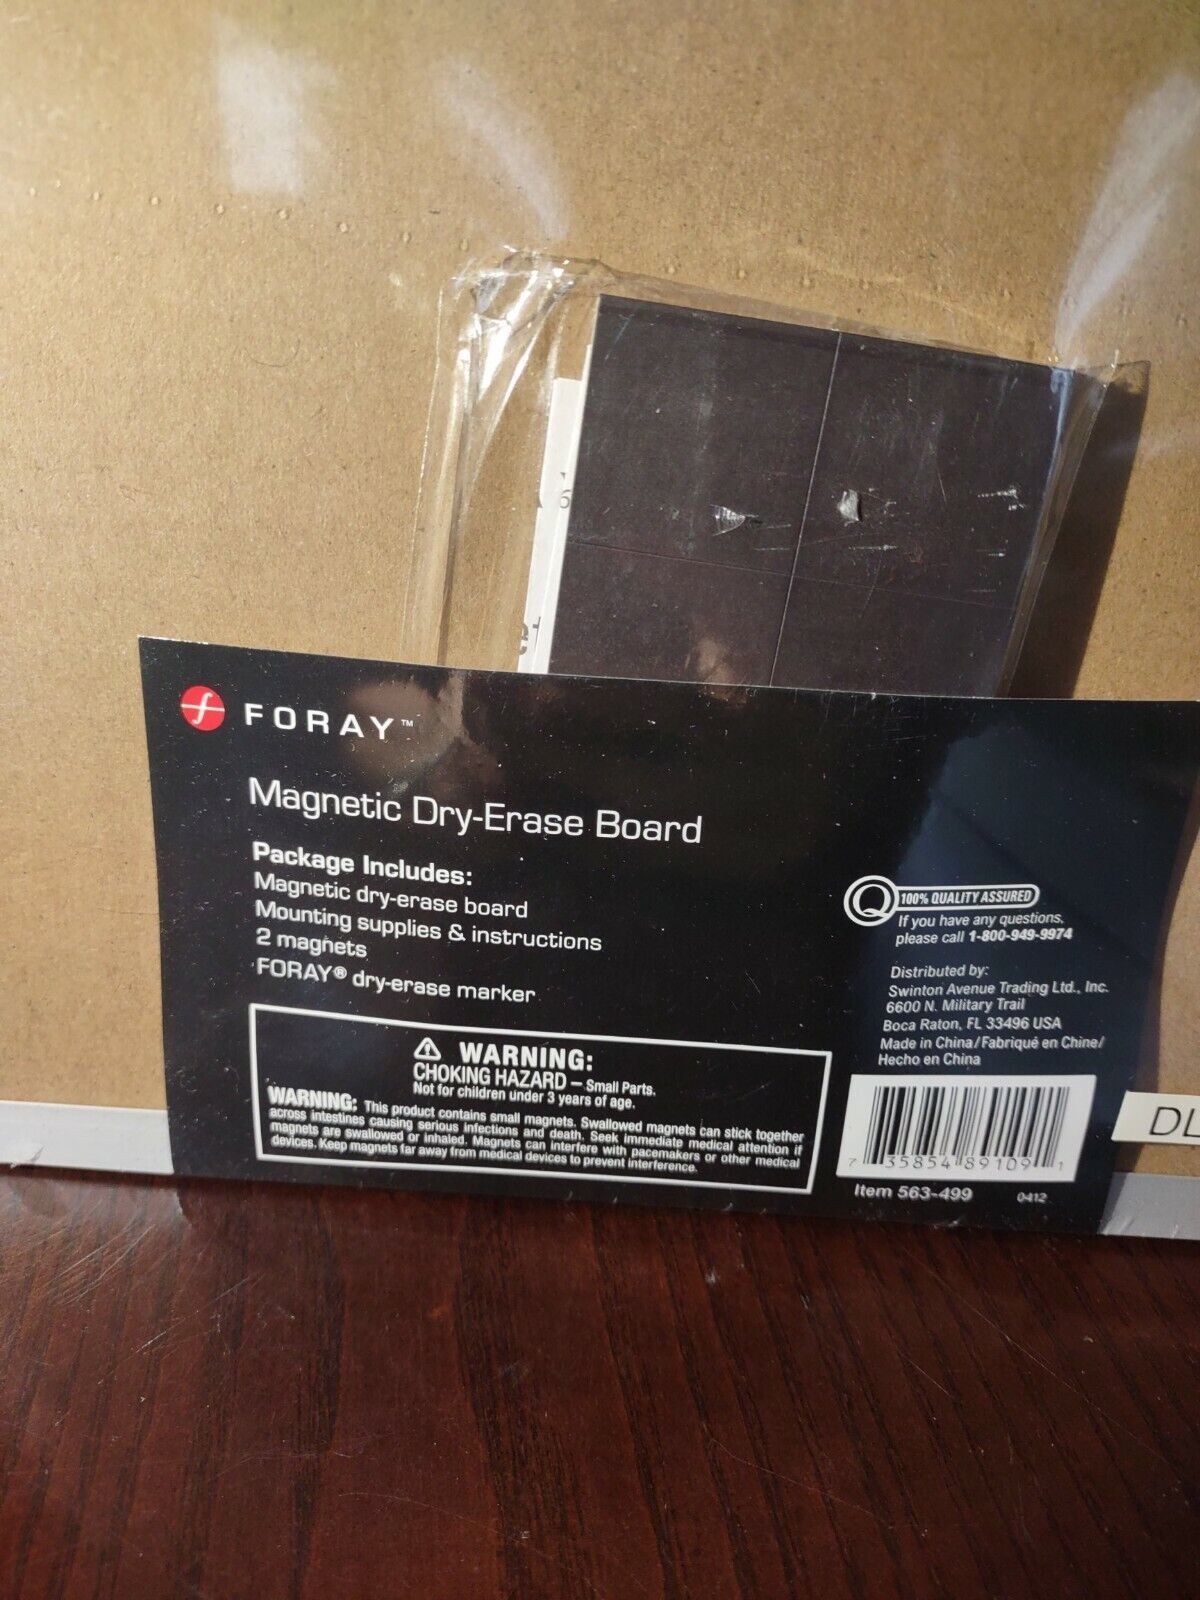 6
f FORAY™
Magnetic Dry-Erase Board
Package Includes:
Magnetic dry-erase board
Mounting supplies & instructions
2 magnets
FORAY® dry-erase marker
WARNING:
CHOKING HAZARD – Small Parts.
Not for children under 3 years of age.
WARNING: This product contains small magnets. Swallowed magnets can stick together
across intestines causing serious infections and death. Seek immediate medical attention if
magnets are swallowed or inhaled. Magnets can interfere with pacemakers or other medical
devices. Keep magnets far away from medical devices to prevent interference.
Q 100% QUALITY ASSURED
If you have any questions,
please call 1-800-949-9974
Distributed by:
Swinton Avenue Trading Ltd., Inc.
6600 N. Military Trail
Boca Raton, FL 33496 USA
Made in China/Fabriqué en Chine/
Hecho en China
7 35854 89109 1
Item 563-499 0412
DL